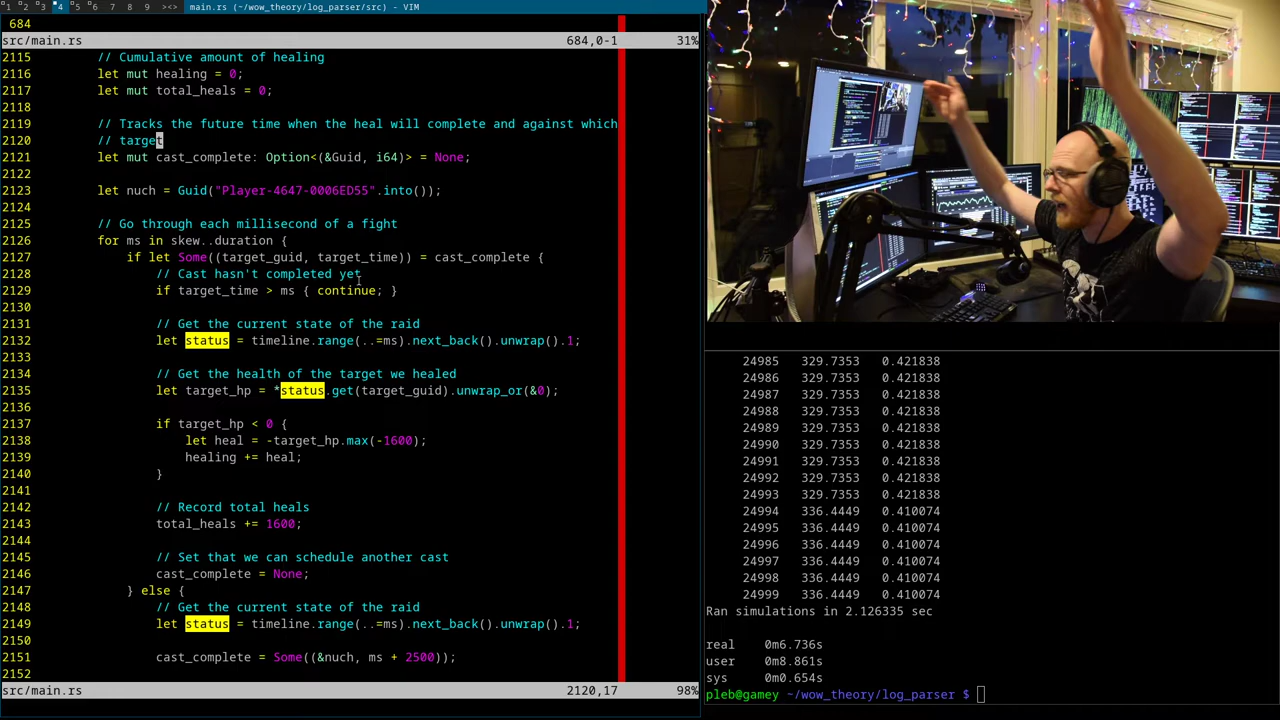 1 2 3 4 5 6 7 8 9 ><> main.rs (~/wow_theory/log_parser/src) - VIM
684
src/main.rs 684,0-1 31%
2115 // Cumulative amount of healing
2116 let mut healing = 0;
2117 let mut total_heals = 0;
2118
2119 // Tracks the future time when the heal will complete and against which
2120 // target
2121 let mut cast_complete: Option<(&Guid, i64)> = None;
2122
2123 let nuch = Guid("Player-4647-0006ED55".into());
2124
2125 // Go through each millisecond of a fight
2126 for ms in skew..duration {
2127 if let Some((target_guid, target_time)) = cast_complete {
2128 // Cast hasn't completed yet
2129 if target_time > ms { continue; }
2130
2131 // Get the current state of the raid
2132 let status = timeline.range(..=ms).next_back().unwrap().1;
2133
2134 // Get the health of the target we healed
2135 let target_hp = *status.get(target_guid).unwrap_or(&0);
2136
2137 if target_hp < 0 {
2138 let heal = -target_hp.max(-1600);
2139 healing += heal;
2140 }
2141
2142 // Record total heals
2143 total_heals += 1600;
2144
2145 // Set that we can schedule another cast
2146 cast_complete = None;
2147 } else {
2148 // Get the current state of the raid
2149 let status = timeline.range(..=ms).next_back().unwrap().1;
2150
2151 cast_complete = Some((&nuch, ms + 2500));
2152
src/main.rs 2120,17 98%
24985 329.7353 0.421838
24986 329.7353 0.421838
24987 329.7353 0.421838
24988 329.7353 0.421838
24989 329.7353 0.421838
24990 329.7353 0.421838
24991 329.7353 0.421838
24992 329.7353 0.421838
24993 329.7353 0.421838
24994 336.4449 0.410074
24995 336.4449 0.410074
24996 336.4449 0.410074
24997 336.4449 0.410074
24998 336.4449 0.410074
24999 336.4449 0.410074
Ran simulations in 2.126335 sec
real 0m6.736s
user 0m8.861s
sys 0m0.654s
pleb@gamey ~/wow_theory/log_parser $